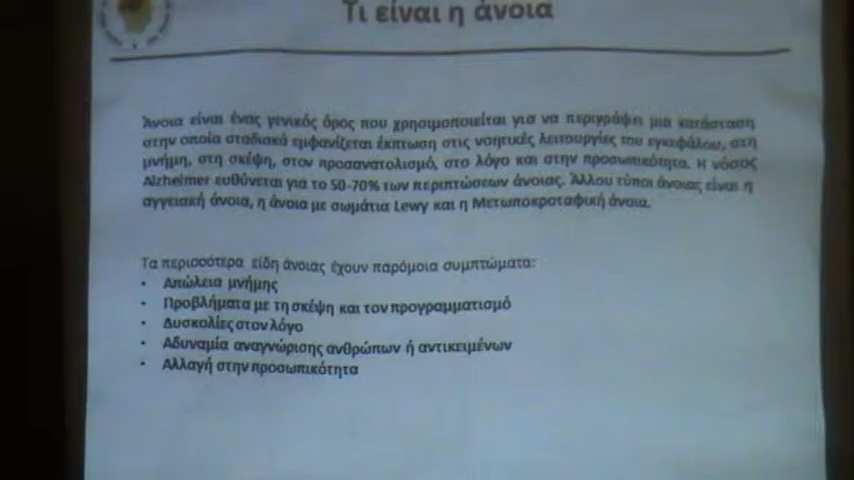 Τι είναι η άνοια
Άνοια είναι ένας γενικός όρος που χρησιμοποιείται για να περιγράψει μια κατάσταση
στην οποία σταδιακά εμφανίζεται έκπτωση στις νοητικές λειτουργίες του εγκεφάλου, στη
μνήμη, στη σκέψη, στον προσανατολισμό, στο λόγο και στην προσωπικότητα. Η νόσος
Alzheimer ευθύνεται για το 50-70% των περιπτώσεων άνοιας. Άλλου τύποι άνοιας είναι η
αγγειακή άνοια, η άνοια με σωμάτια Lewy και η Μετωποκροταφική άνοια.
Τα περισσότερα είδη άνοιας έχουν παρόμοια συμπτώματα:
• Απώλεια μνήμης
• Προβλήματα με τη σκέψη και τον προγραμματισμό
• Δυσκολίες στον λόγο
• Αδυναμία αναγνώρισης ανθρώπων ή αντικειμένων
• Αλλαγή στην προσωπικότητα